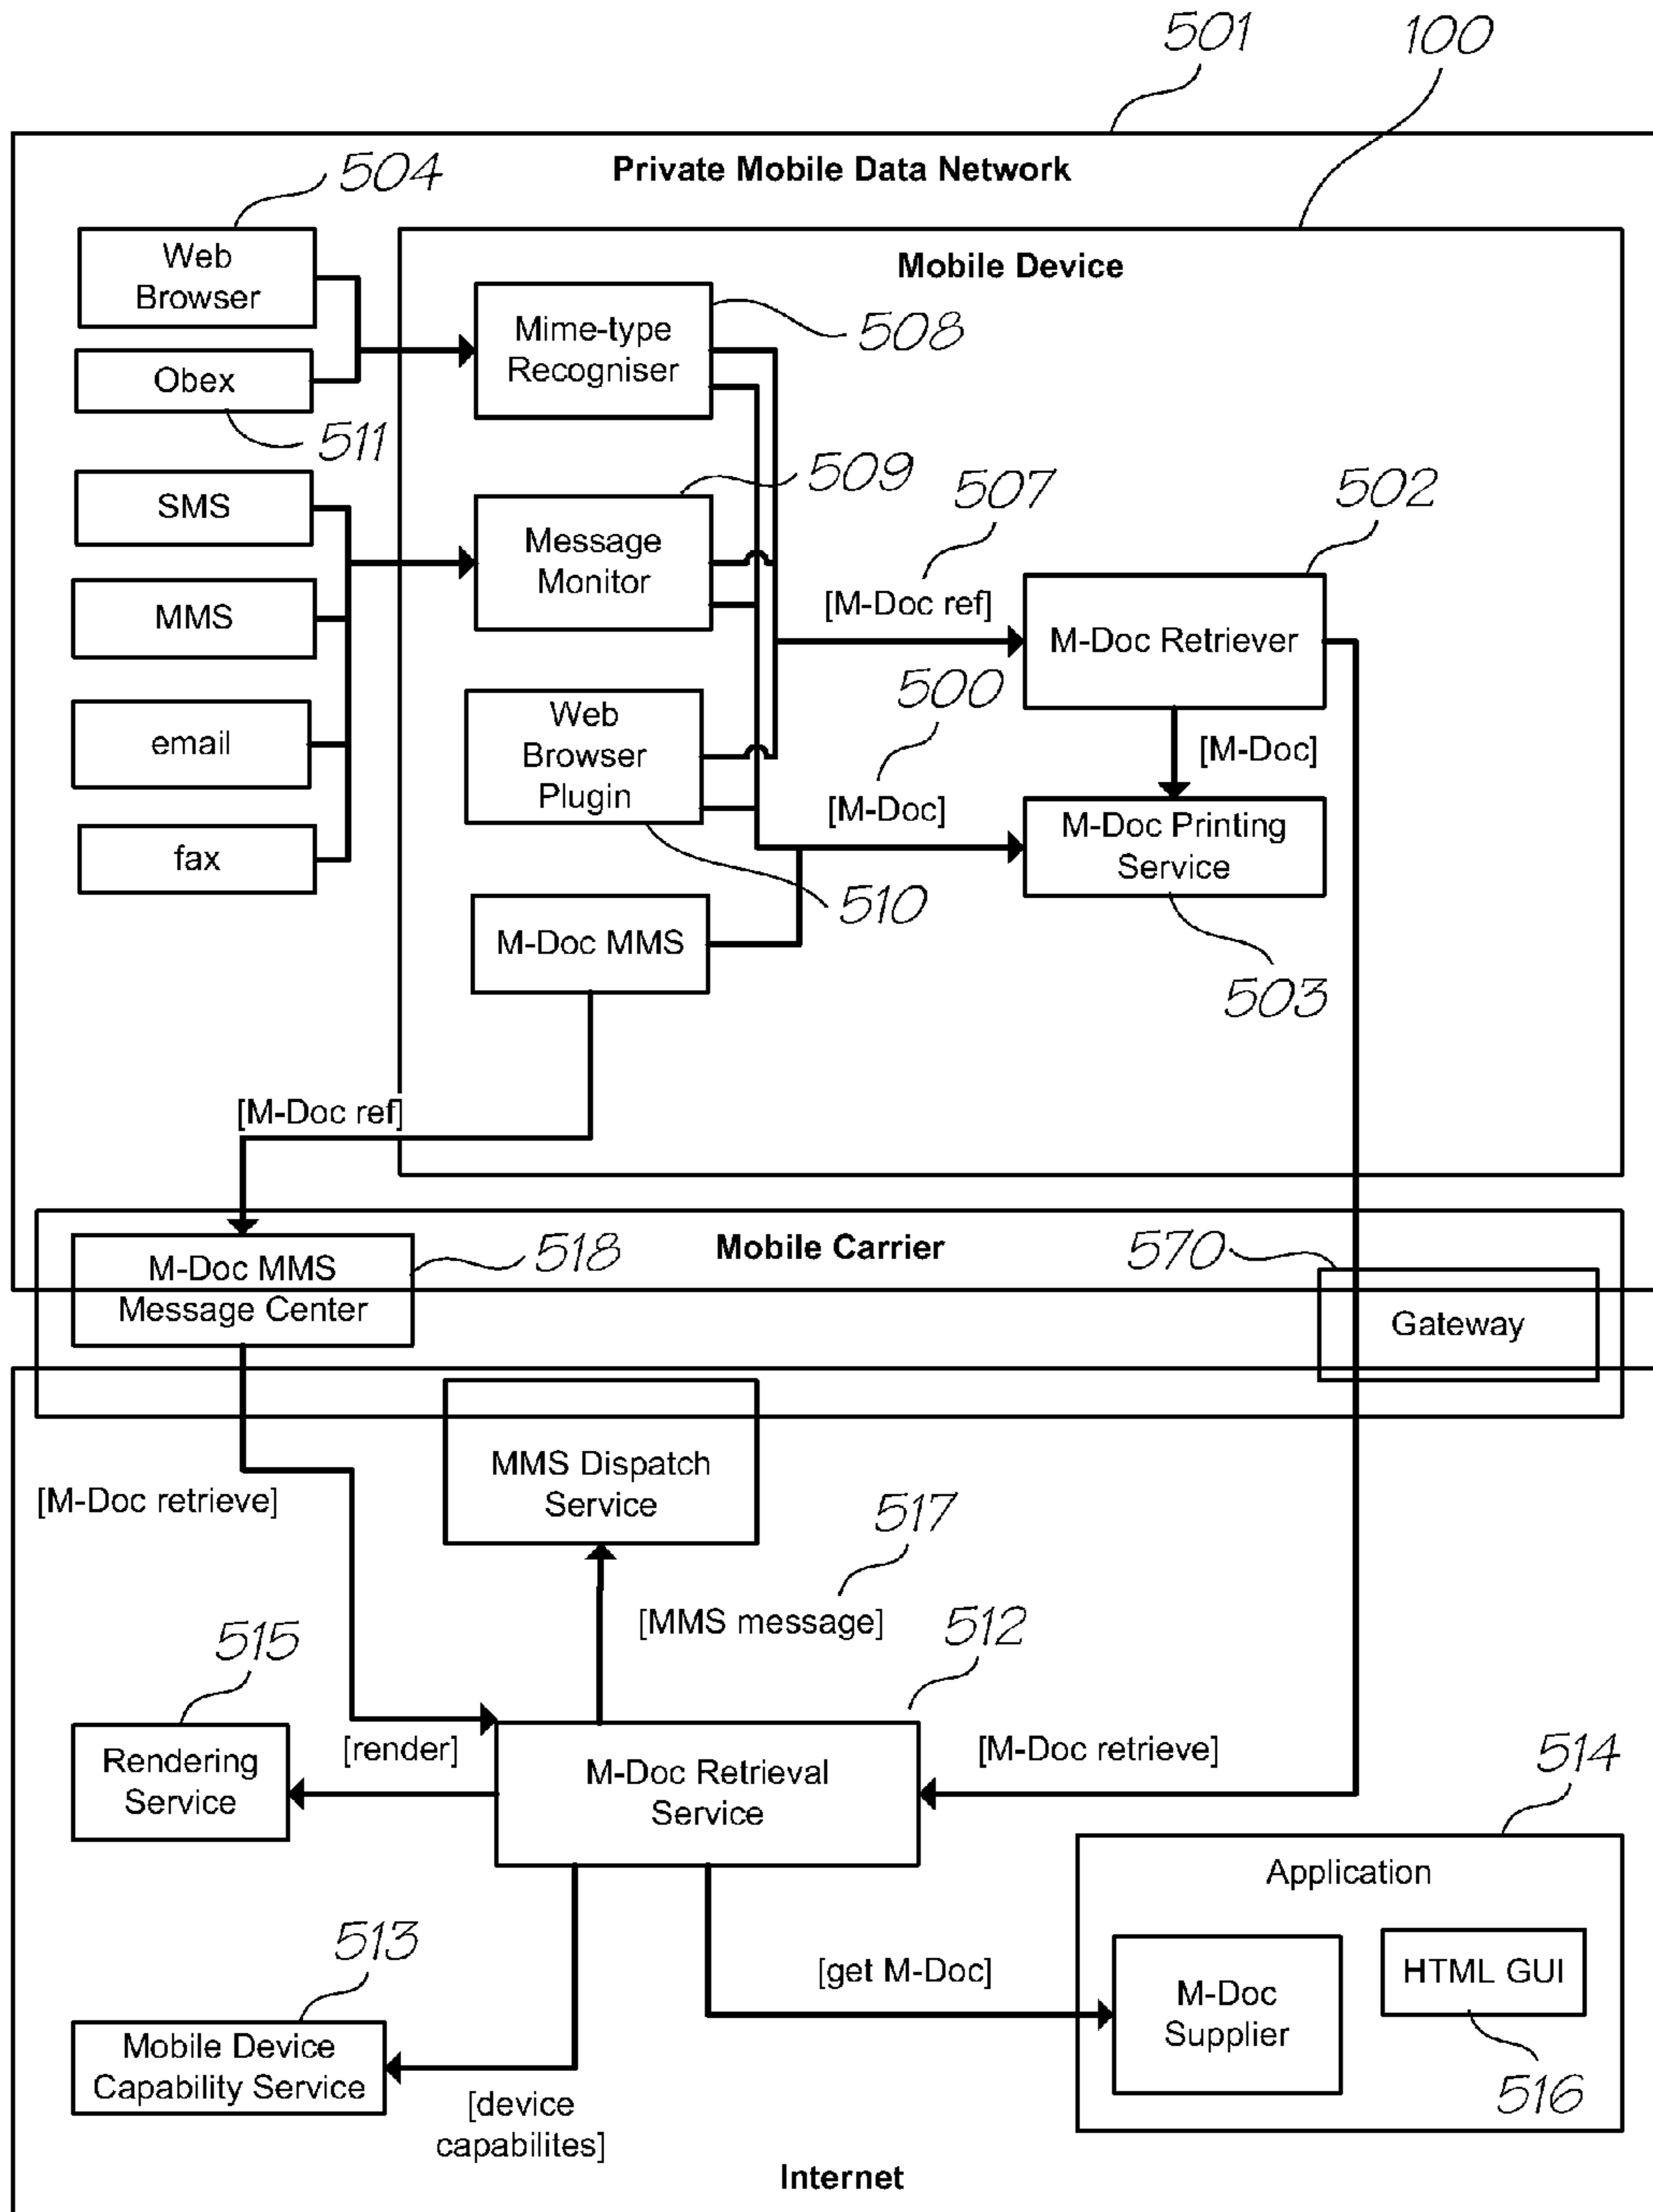 501
100
Private Mobile Data Network
504
Web
Browser
Mobile Device
Mime-type
Recogniser
508
Obex
511
SMS
509
507
502
Message
Monitor
MMS
[M-Doc ref]
M-Doc Retriever
500
Web
Browser
Plugin
email
[M-Doc]
[M-Doc]
M-Doc Printing
Service
fax
510
M-Doc MMS
503
[M-Doc ref]
M-Doc MMS
Message Center
518
Mobile Carrier
570
Gateway
MMS Dispatch
Service
[M-Doc retrieve]
517
[MMS message]
512
515
Rendering
Service
[render]
M-Doc Retrieval
Service
[M-Doc retrieve]
514
Application
513
[get M-Doc]
M-Doc
Supplier
HTML GUI
Mobile Device
Capability Service
516
[device
capabilites]
Internet